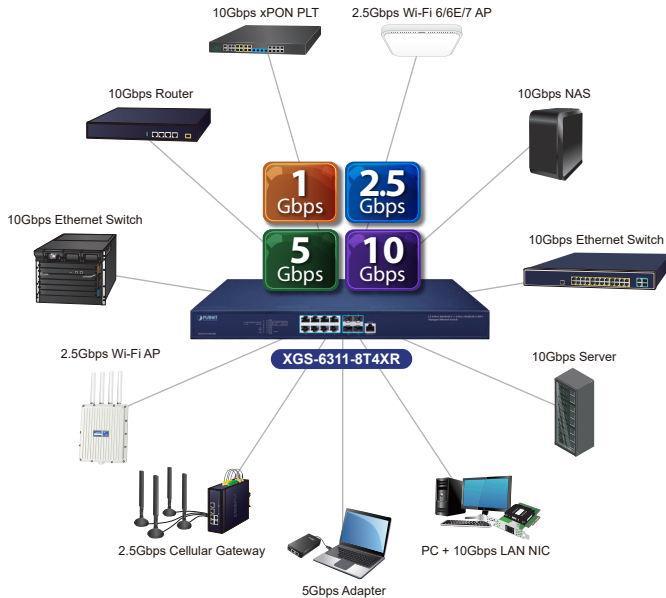 10Gbps xPON PLT
2.5Gbps Wi-Fi 6/6E/7 AP
10Gbps Router
10Gbps NAS
1
Gbps
2.5
Gbps
5
Gbps
10
Gbps
10Gbps Ethernet Switch
10Gbps Ethernet Switch
PLANET
XGS-6311-8T4XR
2.5Gbps Wi-Fi AP
10Gbps Server
2.5Gbps Cellular Gateway
PC + 10Gbps LAN NIC
5Gbps Adapter